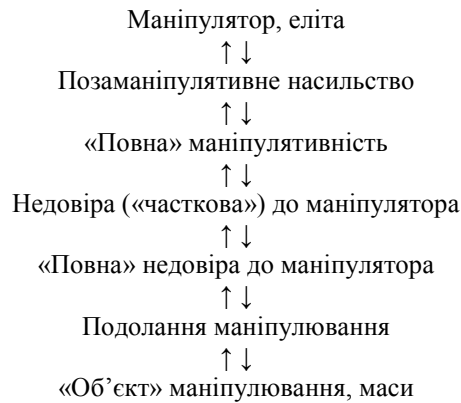 Маніпулятор, еліта
↑ ↓
Позаманіпулятивне насильство
↑ ↓
«Повна» маніпулятивність
↑ ↓
Недовіра («часткова») до маніпулятора
↑ ↓
«Повна» недовіра до маніпулятора
↑ ↓
Подолання маніпулювання
↑ ↓
«Об’єкт» маніпулювання, маси